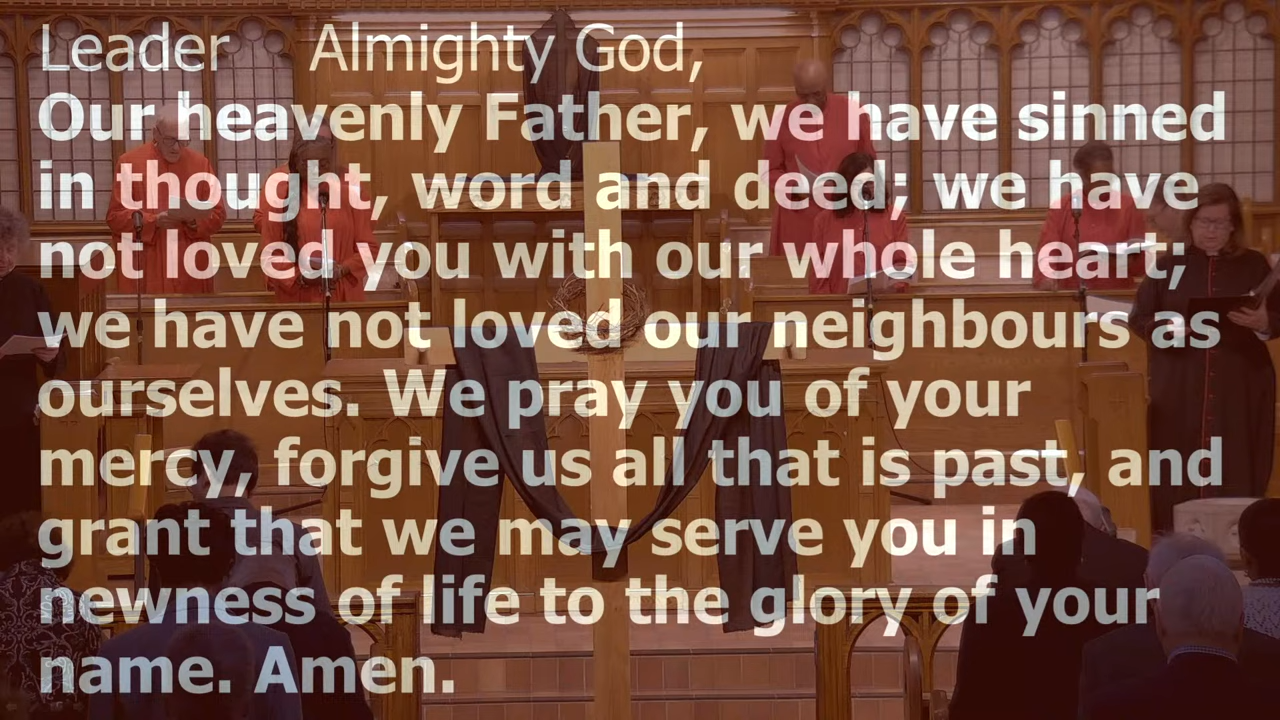 Leader Almighty God,
Our heavenly Father, we have sinned
in thought, word and deed; we have
not loved you with our whole heart;
we have not loved our neighbours as
ourselves. We pray you of your
mercy, forgive us all that is past, and
grant that we may serve you in
newness of life to the glory of your
name. Amen.